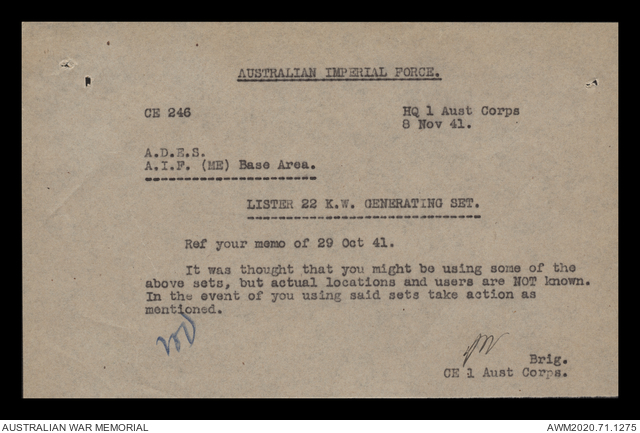 AUSTRALIAN IMPERIAL FORCE.
CE 246
HQ 1 Aust Corps
8 Nov 41.
A.D.E.S.
A.I.F. (ME) Base Area.
LISTER 22 K.W. GENERATING SET.
Ref your memo of 29 Oct 41.
It was thought that you might be using some of the
above sets, but actual locations and users are NOT known.
In the event of you using said sets take action as
mentioned.
Brig.
CE 1 Aust Corps.
AUSTRALIAN WAR MEMORIAL
AWM2020.71.1275